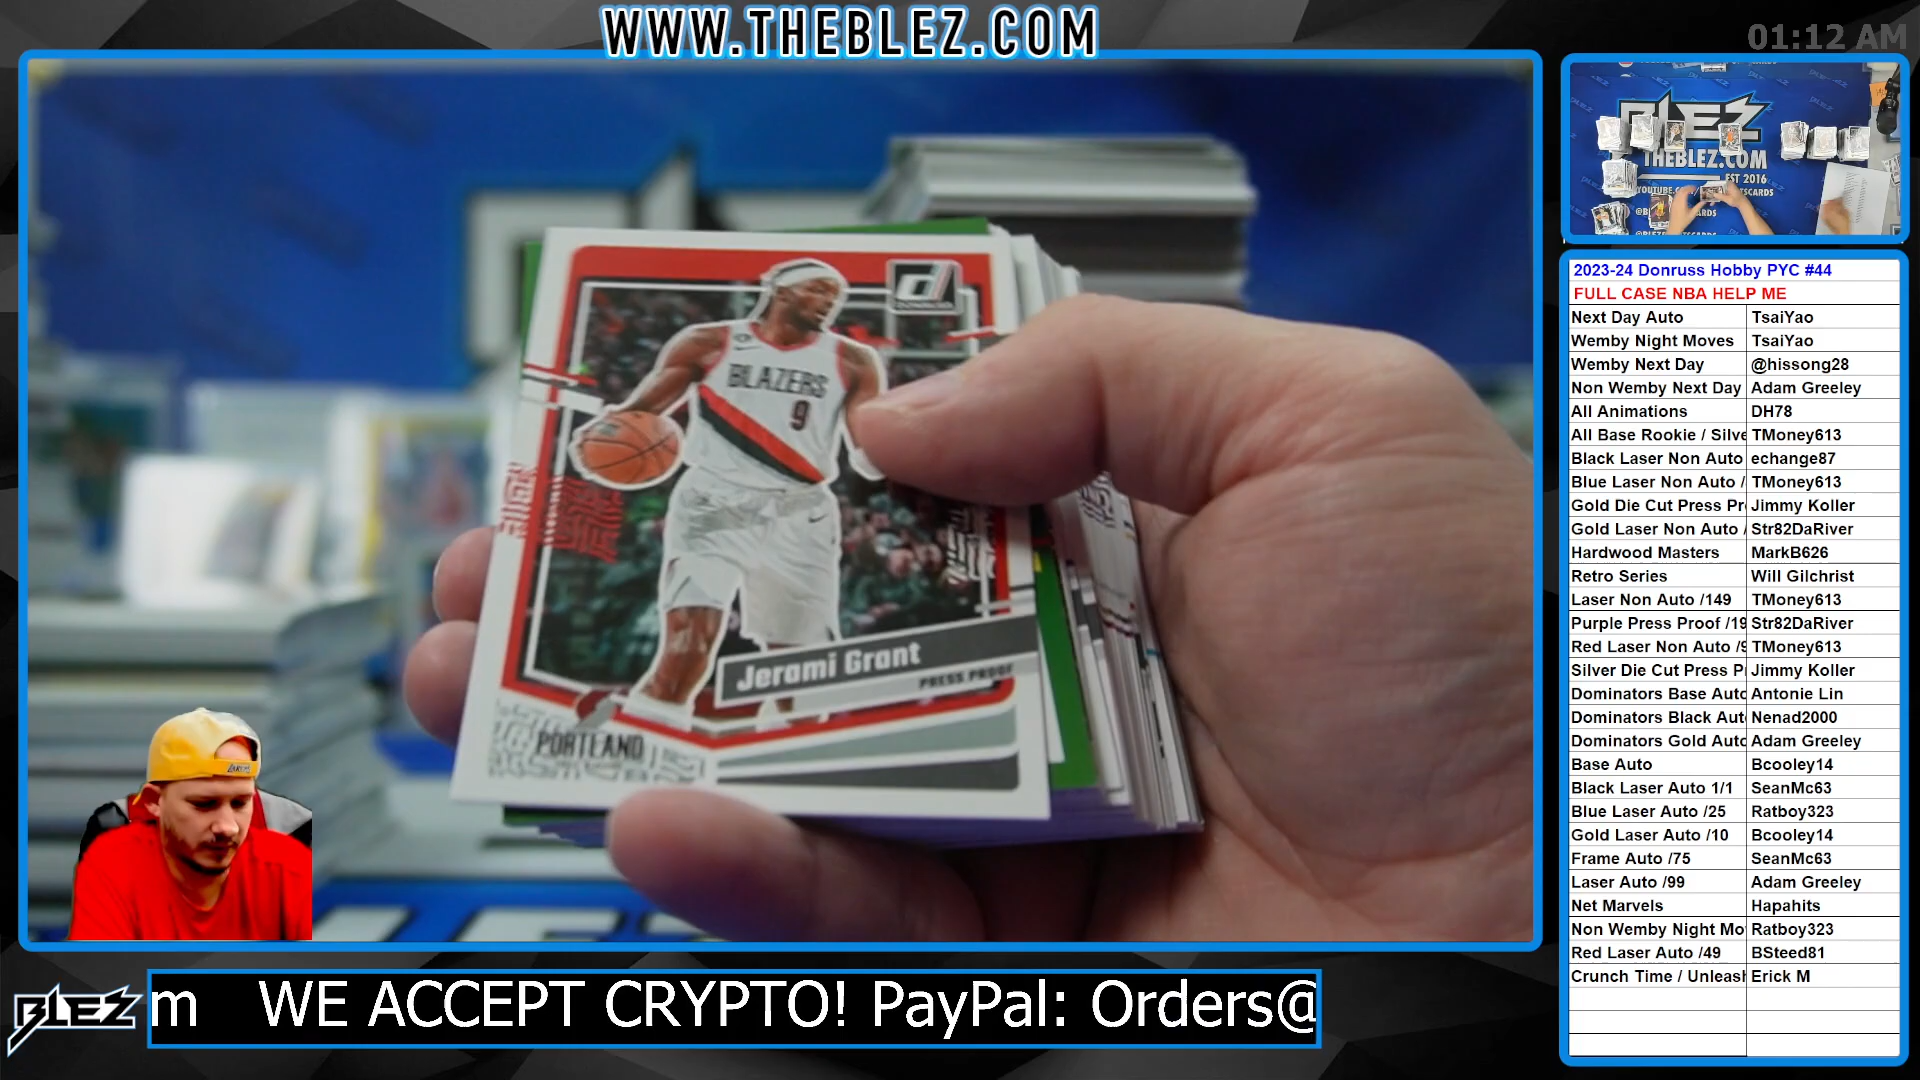 WWW.THEBLEZ.COM
01:12 AM
BLEZ
THEBLEZ.COM
EST 2016
DONRUSS
BLAZERS
9
Jerami Grant
PRESS PROOF
PORTLAND
2023-24 Donruss Hobby PYC #44
FULL CASE NBA HELP ME
Next Day Auto TsaiYao
Wemby Night Moves TsaiYao
Wemby Next Day @hissong28
Non Wemby Next Day Adam Greeley
All Animations DH78
All Base Rookie / Silve TMoney613
Black Laser Non Auto echange87
Blue Laser Non Auto / TMoney613
Gold Die Cut Press Pr Jimmy Koller
Gold Laser Non Auto / Str82DaRiver
Hardwood Masters MarkB626
Retro Series Will Gilchrist
Laser Non Auto /149 TMoney613
Purple Press Proof /19 Str82DaRiver
Red Laser Non Auto /9 TMoney613
Silver Die Cut Press P Jimmy Koller
Dominators Base Auto Antonie Lin
Dominators Black Aut Nenad2000
Dominators Gold Auto Adam Greeley
Base Auto Bcooley14
Black Laser Auto 1/1 SeanMc63
Blue Laser Auto /25 Ratboy323
Gold Laser Auto /10 Bcooley14
Frame Auto /75 SeanMc63
Laser Auto /99 Adam Greeley
Net Marvels Hapahits
Non Wemby Night Mo Ratboy323
Red Laser Auto /49 BSteed81
Crunch Time / Unleash Erick M
BLEZ
m WE ACCEPT CRYPTO! PayPal: Orders@